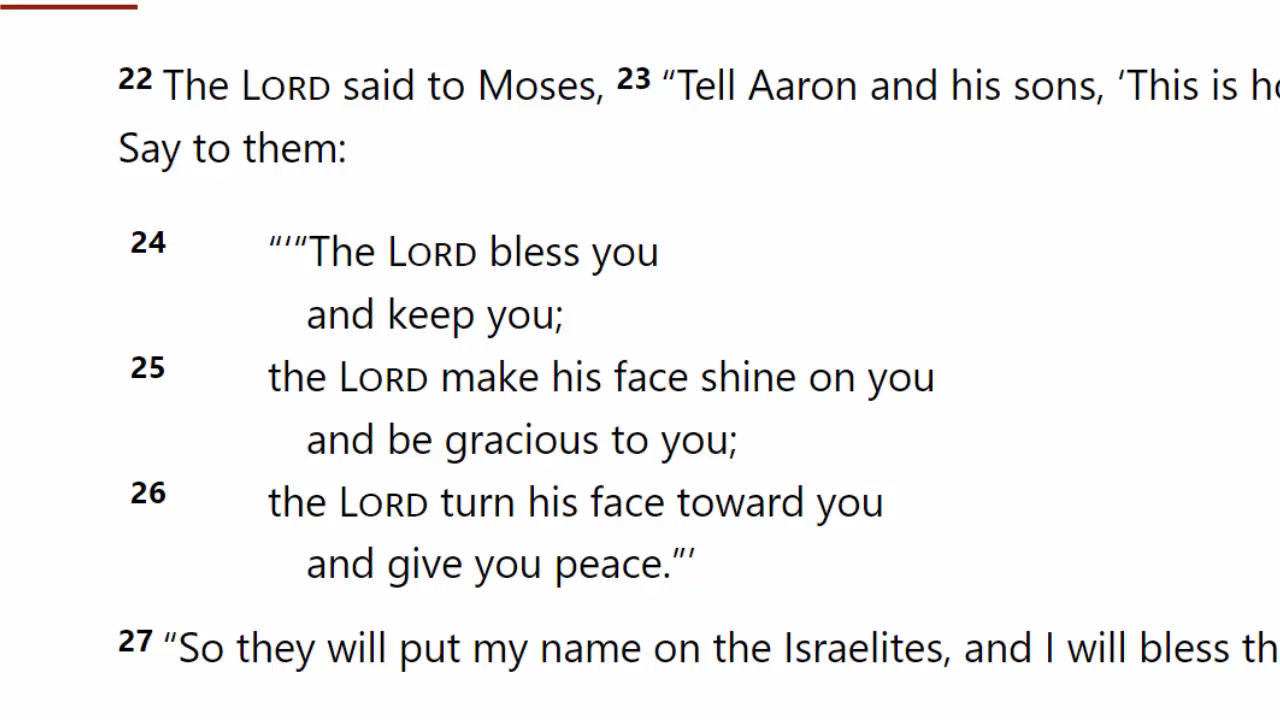 22 The LORD said to Moses, 23 “Tell Aaron and his sons, ‘This is
Say to them:
24 “‘“The LORD bless you
and keep you;
25 the LORD make his face shine on you
and be gracious to you;
26 the LORD turn his face toward you
and give you peace.”’
27 “So they will put my name on the Israelites, and I will bless